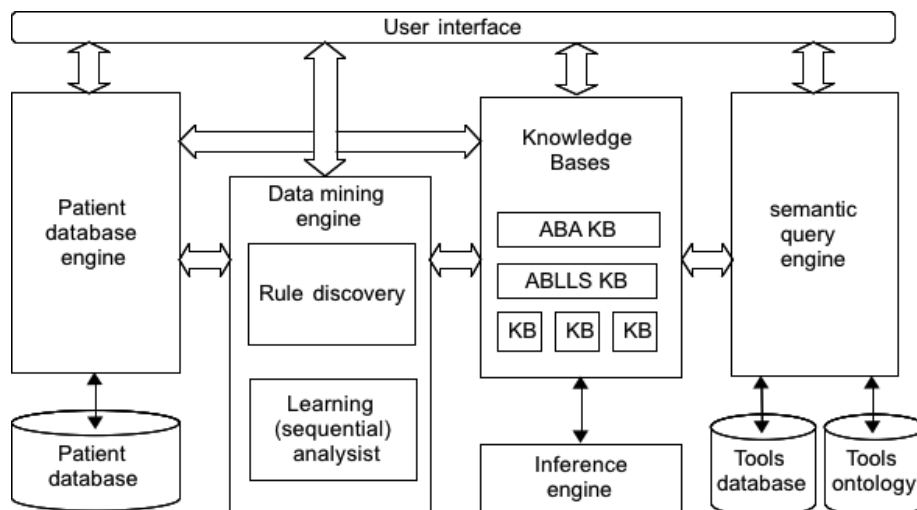 User interface
Patient
database
engine
Data mining
engine
Rule discovery
Learning
(sequential)
analysist
Knowledge
Bases
ABA KB
ABLLS KB
KB KB KB
semantic
query
engine
Patient
database
Inference
engine
Tools
database
Tools
ontology